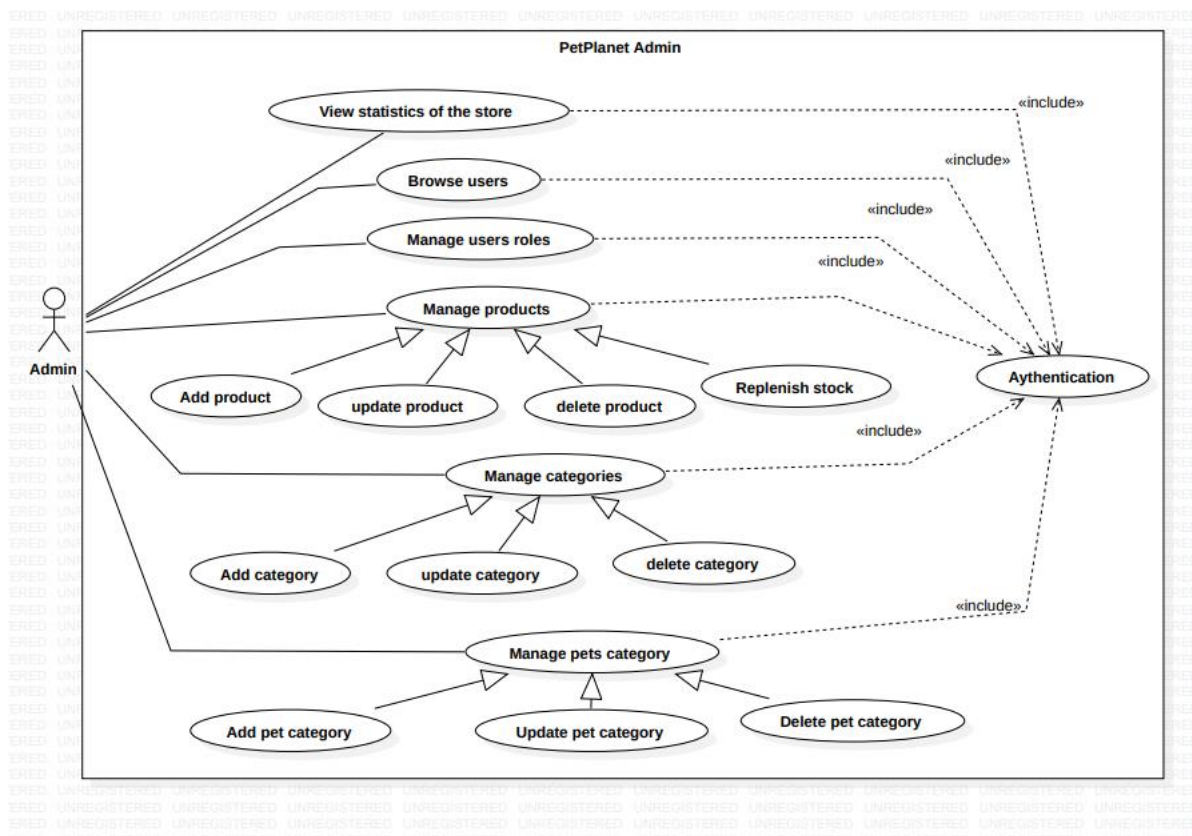 PetPlanet Admin
View statistics of the store
«include»
Browse users
«include»
Manage users roles
«include»
Manage products
«include»
Admin
Add product
update product
delete product
Replenish stock
Aythentication
Manage categories
«include»
Add category
update category
delete category
Manage pets category
«include»
Add pet category
Update pet category
Delete pet category
UNREGISTERED